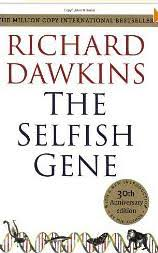 THE MILLION COPY INTERNATIONAL BESTSELLER
RICHARD
DAWKINS
THE
SELFISH
GENE
30th
Anniversary
edition